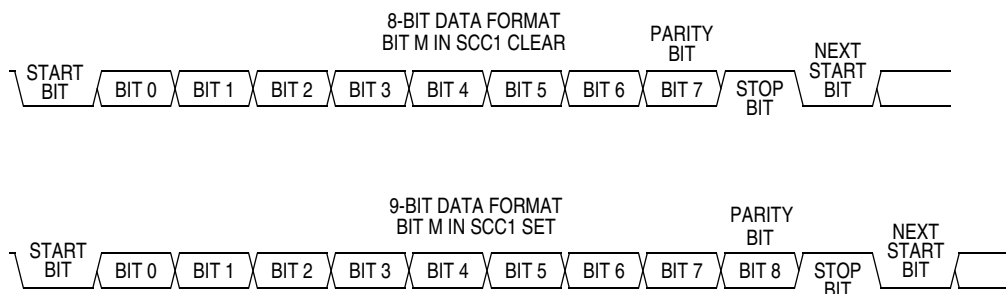 8-BIT DATA FORMAT
BIT M IN SCC1 CLEAR
PARITY
BIT
START
BIT
BIT 0
BIT 1
BIT 2
BIT 3
BIT 4
BIT 5
BIT 6
BIT 7
STOP
BIT
NEXT
START
BIT
9-BIT DATA FORMAT
BIT M IN SCC1 SET
PARITY
BIT
START
BIT
BIT 0
BIT 1
BIT 2
BIT 3
BIT 4
BIT 5
BIT 6
BIT 7
BIT 8
STOP
BIT
NEXT
START
BIT